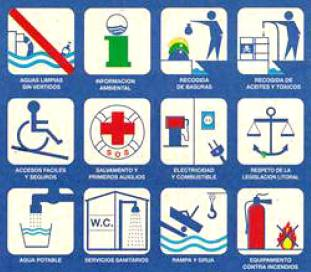 AGUAS LIMPIAS
SIN VERTIDOS
INFORMACION
AMBIENTAL
RECOGIDA
DE BASURAS
RECOGIDA DE
ACEITES Y TOXICOS
ACCESOS FACILES
Y SEGUROS
SOS
SALVAMENTO Y
PRIMEROS AUXILIOS
ELECTRICIDAD
Y COMBUSTIBLE
RESPETO DE LA
LEGISLACION LITORAL
AGUA POTABLE
W.C.
SERVICIOS SANITARIOS
RAMPA Y GRUA
EQUIPAMIENTO
CONTRA INCENDIOS